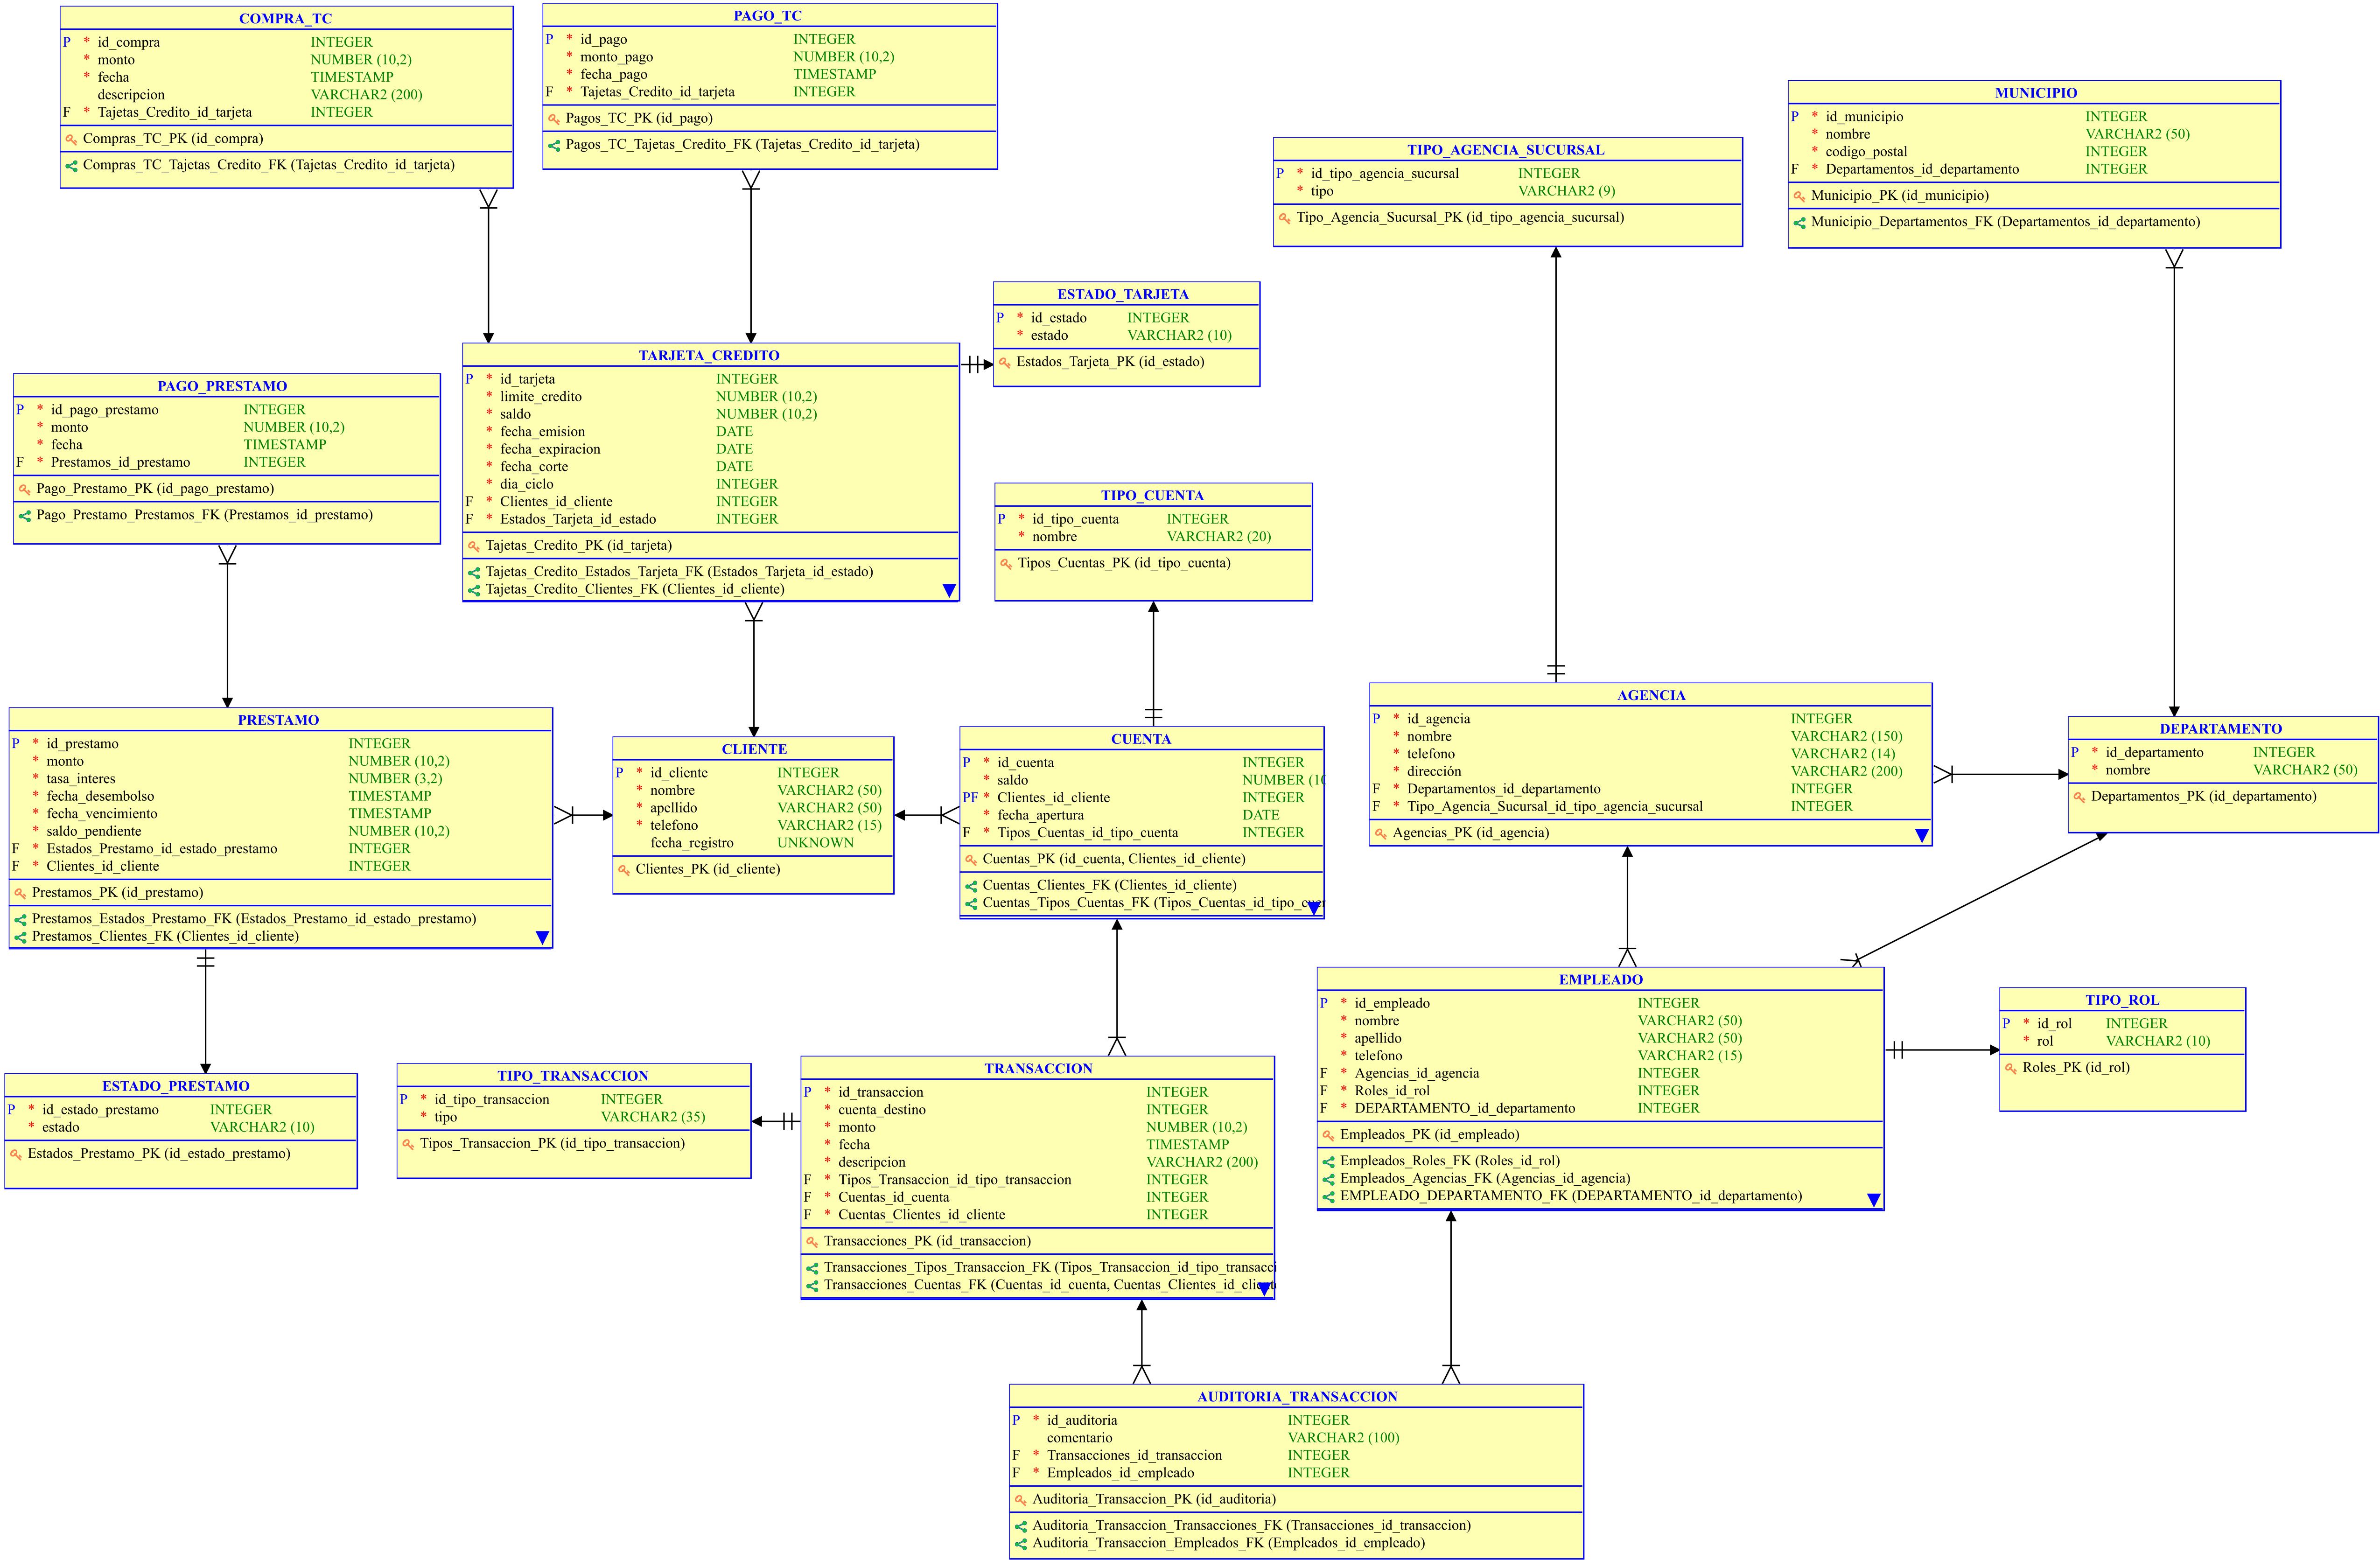 COMPRA_TC
P * id_compra INTEGER
* monto NUMBER (10,2)
* fecha TIMESTAMP
descripcion VARCHAR2 (200)
F * Tajetas_Credito_id_tarjeta INTEGER
Compras_TC_PK (id_compra)
Compras_TC_Tajetas_Credito_FK (Tajetas_Credito_id_tarjeta)
PAGO_TC
P * id_pago INTEGER
* monto_pago NUMBER (10,2)
* fecha_pago TIMESTAMP
F * Tajetas_Credito_id_tarjeta INTEGER
Pagos_TC_PK (id_pago)
Pagos_TC_Tajetas_Credito_FK (Tajetas_Credito_id_tarjeta)
MUNICIPIO
P * id_municipio INTEGER
* nombre VARCHAR2 (50)
* codigo_postal INTEGER
F * Departamentos_id_departamento INTEGER
Municipio_PK (id_municipio)
Municipio_Departamentos_FK (Departamentos_id_departamento)
TIPO_AGENCIA_SUCURSAL
P * id_tipo_agencia_sucursal INTEGER
* tipo VARCHAR2 (9)
Tipo_Agencia_Sucursal_PK (id_tipo_agencia_sucursal)
ESTADO_TARJETA
P * id_estado INTEGER
* estado VARCHAR2 (10)
Estados_Tarjeta_PK (id_estado)
TARJETA_CREDITO
P * id_tarjeta INTEGER
* limite_credito NUMBER (10,2)
* saldo NUMBER (10,2)
* fecha_emision DATE
* fecha_expiracion DATE
* fecha_corte DATE
* dia_ciclo INTEGER
F * Clientes_id_cliente INTEGER
F * Estados_Tarjeta_id_estado INTEGER
Tajetas_Credito_PK (id_tarjeta)
Tajetas_Credito_Estados_Tarjeta_FK (Estados_Tarjeta_id_estado)
Tajetas_Credito_Clientes_FK (Clientes_id_cliente)
PAGO_PRESTAMO
P * id_pago_prestamo INTEGER
* monto NUMBER (10,2)
* fecha TIMESTAMP
F * Prestamos_id_prestamo INTEGER
Pago_Prestamo_PK (id_pago_prestamo)
Pago_Prestamo_Prestamos_FK (Prestamos_id_prestamo)
TIPO_CUENTA
P * id_tipo_cuenta INTEGER
* nombre VARCHAR2 (20)
Tipos_Cuentas_PK (id_tipo_cuenta)
PRESTAMO
P * id_prestamo INTEGER
* monto NUMBER (10,2)
* tasa_interes NUMBER (3,2)
* fecha_desembolso TIMESTAMP
* fecha_vencimiento TIMESTAMP
* saldo_pendiente NUMBER (10,2)
F * Estados_Prestamo_id_estado_prestamo INTEGER
F * Clientes_id_cliente INTEGER
Prestamos_PK (id_prestamo)
Prestamos_Estados_Prestamo_FK (Estados_Prestamo_id_estado_prestamo)
Prestamos_Clientes_FK (Clientes_id_cliente)
CLIENTE
P * id_cliente INTEGER
* nombre VARCHAR2 (50)
* apellido VARCHAR2 (50)
* telefono VARCHAR2 (15)
fecha_registro UNKNOWN
Clientes_PK (id_cliente)
CUENTA
P * id_cuenta INTEGER
* saldo NUMBER (10
PF * Clientes_id_cliente INTEGER
* fecha_apertura DATE
F * Tipos_Cuentas_id_tipo_cuenta INTEGER
Cuentas_PK (id_cuenta, Clientes_id_cliente)
Cuentas_Clientes_FK (Clientes_id_cliente)
Cuentas_Tipos_Cuentas_FK (Tipos_Cuentas_id_tipo_cuen
AGENCIA
P * id_agencia INTEGER
* nombre VARCHAR2 (150)
* telefono VARCHAR2 (14)
* dirección VARCHAR2 (200)
F * Departamentos_id_departamento INTEGER
F * Tipo_Agencia_Sucursal_id_tipo_agencia_sucursal INTEGER
Agencias_PK (id_agencia)
DEPARTAMENTO
P * id_departamento INTEGER
* nombre VARCHAR2 (50)
Departamentos_PK (id_departamento)
EMPLEADO
P * id_empleado INTEGER
* nombre VARCHAR2 (50)
* apellido VARCHAR2 (50)
* telefono VARCHAR2 (15)
F * Agencias_id_agencia INTEGER
F * Roles_id_rol INTEGER
F * DEPARTAMENTO_id_departamento INTEGER
Empleados_PK (id_empleado)
Empleados_Roles_FK (Roles_id_rol)
Empleados_Agencias_FK (Agencias_id_agencia)
EMPLEADO_DEPARTAMENTO_FK (DEPARTAMENTO_id_departamento)
TIPO_ROL
P * id_rol INTEGER
* rol VARCHAR2 (10)
Roles_PK (id_rol)
ESTADO_PRESTAMO
P * id_estado_prestamo INTEGER
* estado VARCHAR2 (10)
Estados_Prestamo_PK (id_estado_prestamo)
TIPO_TRANSACCION
P * id_tipo_transaccion INTEGER
* tipo VARCHAR2 (35)
Tipos_Transaccion_PK (id_tipo_transaccion)
TRANSACCION
P * id_transaccion INTEGER
* cuenta_destino INTEGER
* monto NUMBER (10,2)
* fecha TIMESTAMP
* descripcion VARCHAR2 (200)
F * Tipos_Transaccion_id_tipo_transaccion INTEGER
F * Cuentas_id_cuenta INTEGER
F * Cuentas_Clientes_id_cliente INTEGER
Transacciones_PK (id_transaccion)
Transacciones_Tipos_Transaccion_FK (Tipos_Transaccion_id_tipo_transacci
Transacciones_Cuentas_FK (Cuentas_id_cuenta, Cuentas_Clientes_id_client
AUDITORIA_TRANSACCION
P * id_auditoria INTEGER
comentario VARCHAR2 (100)
F * Transacciones_id_transaccion INTEGER
F * Empleados_id_empleado INTEGER
Auditoria_Transaccion_PK (id_auditoria)
Auditoria_Transaccion_Transacciones_FK (Transacciones_id_transaccion)
Auditoria_Transaccion_Empleados_FK (Empleados_id_empleado)